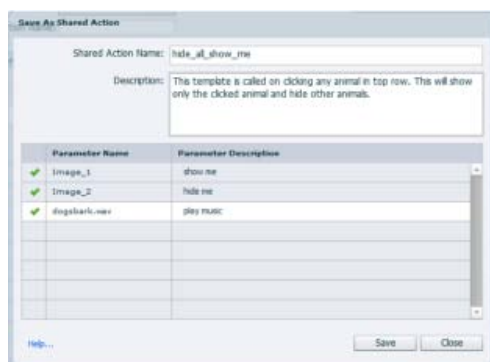 Save As Shared Action
Shared Action Name: hide_all_show_me
Description: This template is called on clicking any animal in top row. This will show
only the clicked animal and hide other animals.
Parameter Name Parameter Description
Image_1 show me
Image_2 hide me
dogsbark.wav play music
Help... Save Close